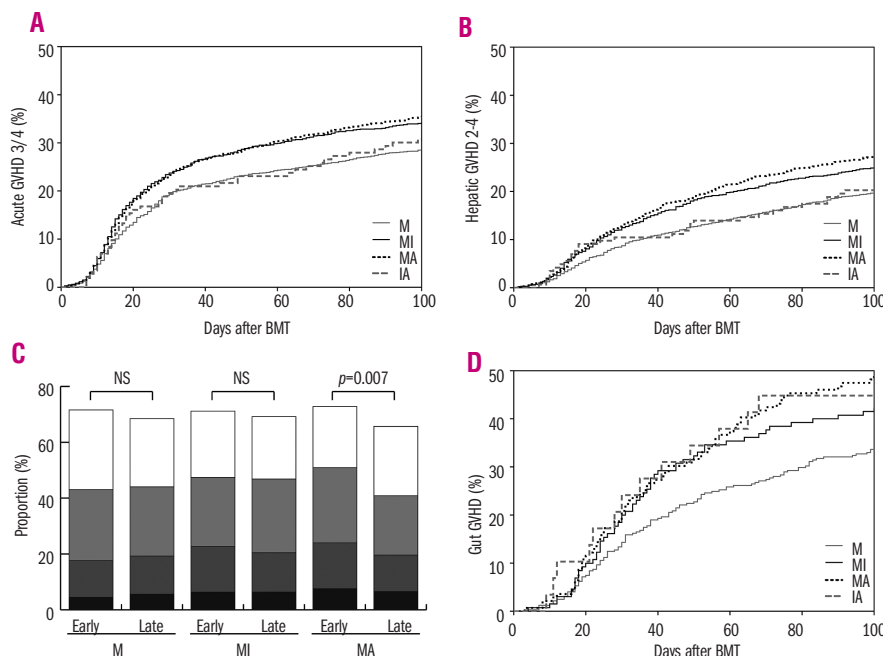 A
50
40
30
20
10
0
Acute GVHD 3/4 (%)
M
MI
MA
IA
0 20 40 60 80 100
Days after BMT
B
50
40
30
20
10
0
Hepatic GVHD 2-4 (%)
M
MI
MA
IA
0 20 40 60 80 100
Days after BMT
C
80
60
40
20
0
Proportion (%)
NS NS p=0.007
Early Late Early Late Early Late
M MI MA
D
50
40
30
20
10
0
Gut GVHD (%)
M
MI
MA
IA
0 20 40 60 80 100
Days after BMT